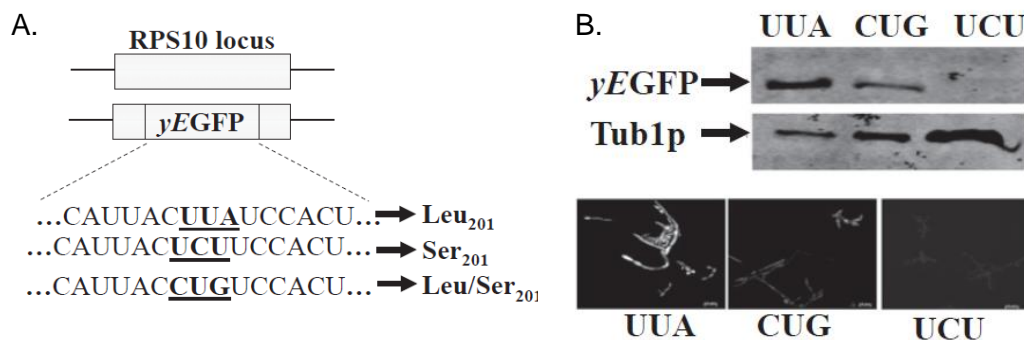 A.
RPS10 locus
yEGFP
...CAUUACUUAUCCACU... Leu201
...CAUUACUCUUCCACU... Ser201
...CAUUACCUGUCCACU... Leu/Ser201
B.
UUA CUG UCU
yEGFP
Tub1p
UUA CUG UCU